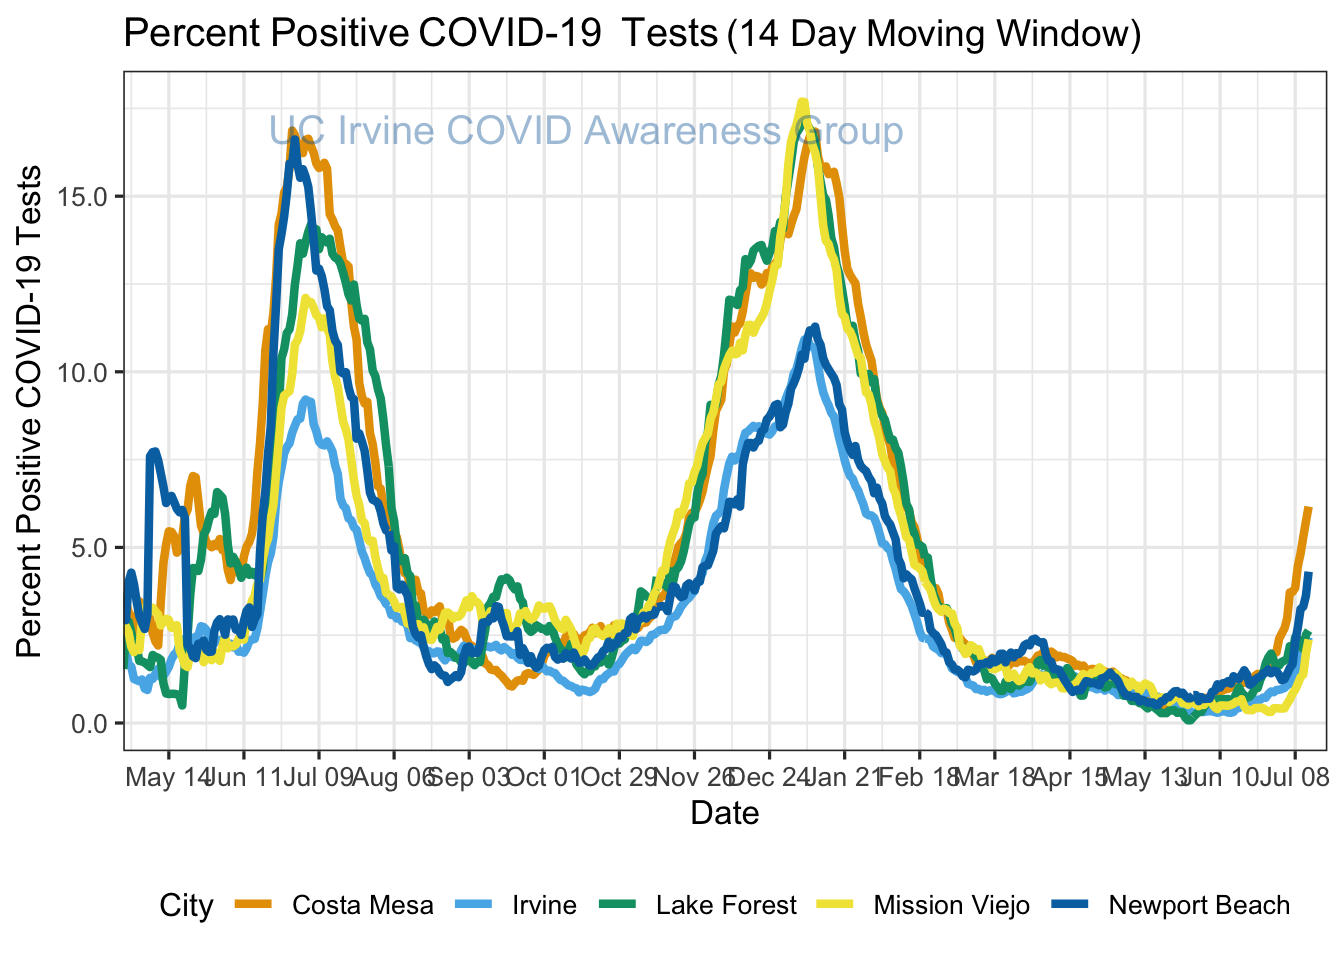 Percent Positive COVID-19 Tests (14 Day Moving Window)
UC Irvine COVID Awareness Group
Percent Positive COVID-19 Tests
15.0
10.0
5.0
0.0
May 14 Jun 11 Jul 09 Aug 06 Sep 03 Oct 01 Oct 29 Nov 26 Dec 24 Jan 21 Feb 18 Mar 18 Apr 15 May 13 Jun 10 Jul 08
Date
City Costa Mesa Irvine Lake Forest Mission Viejo Newport Beach